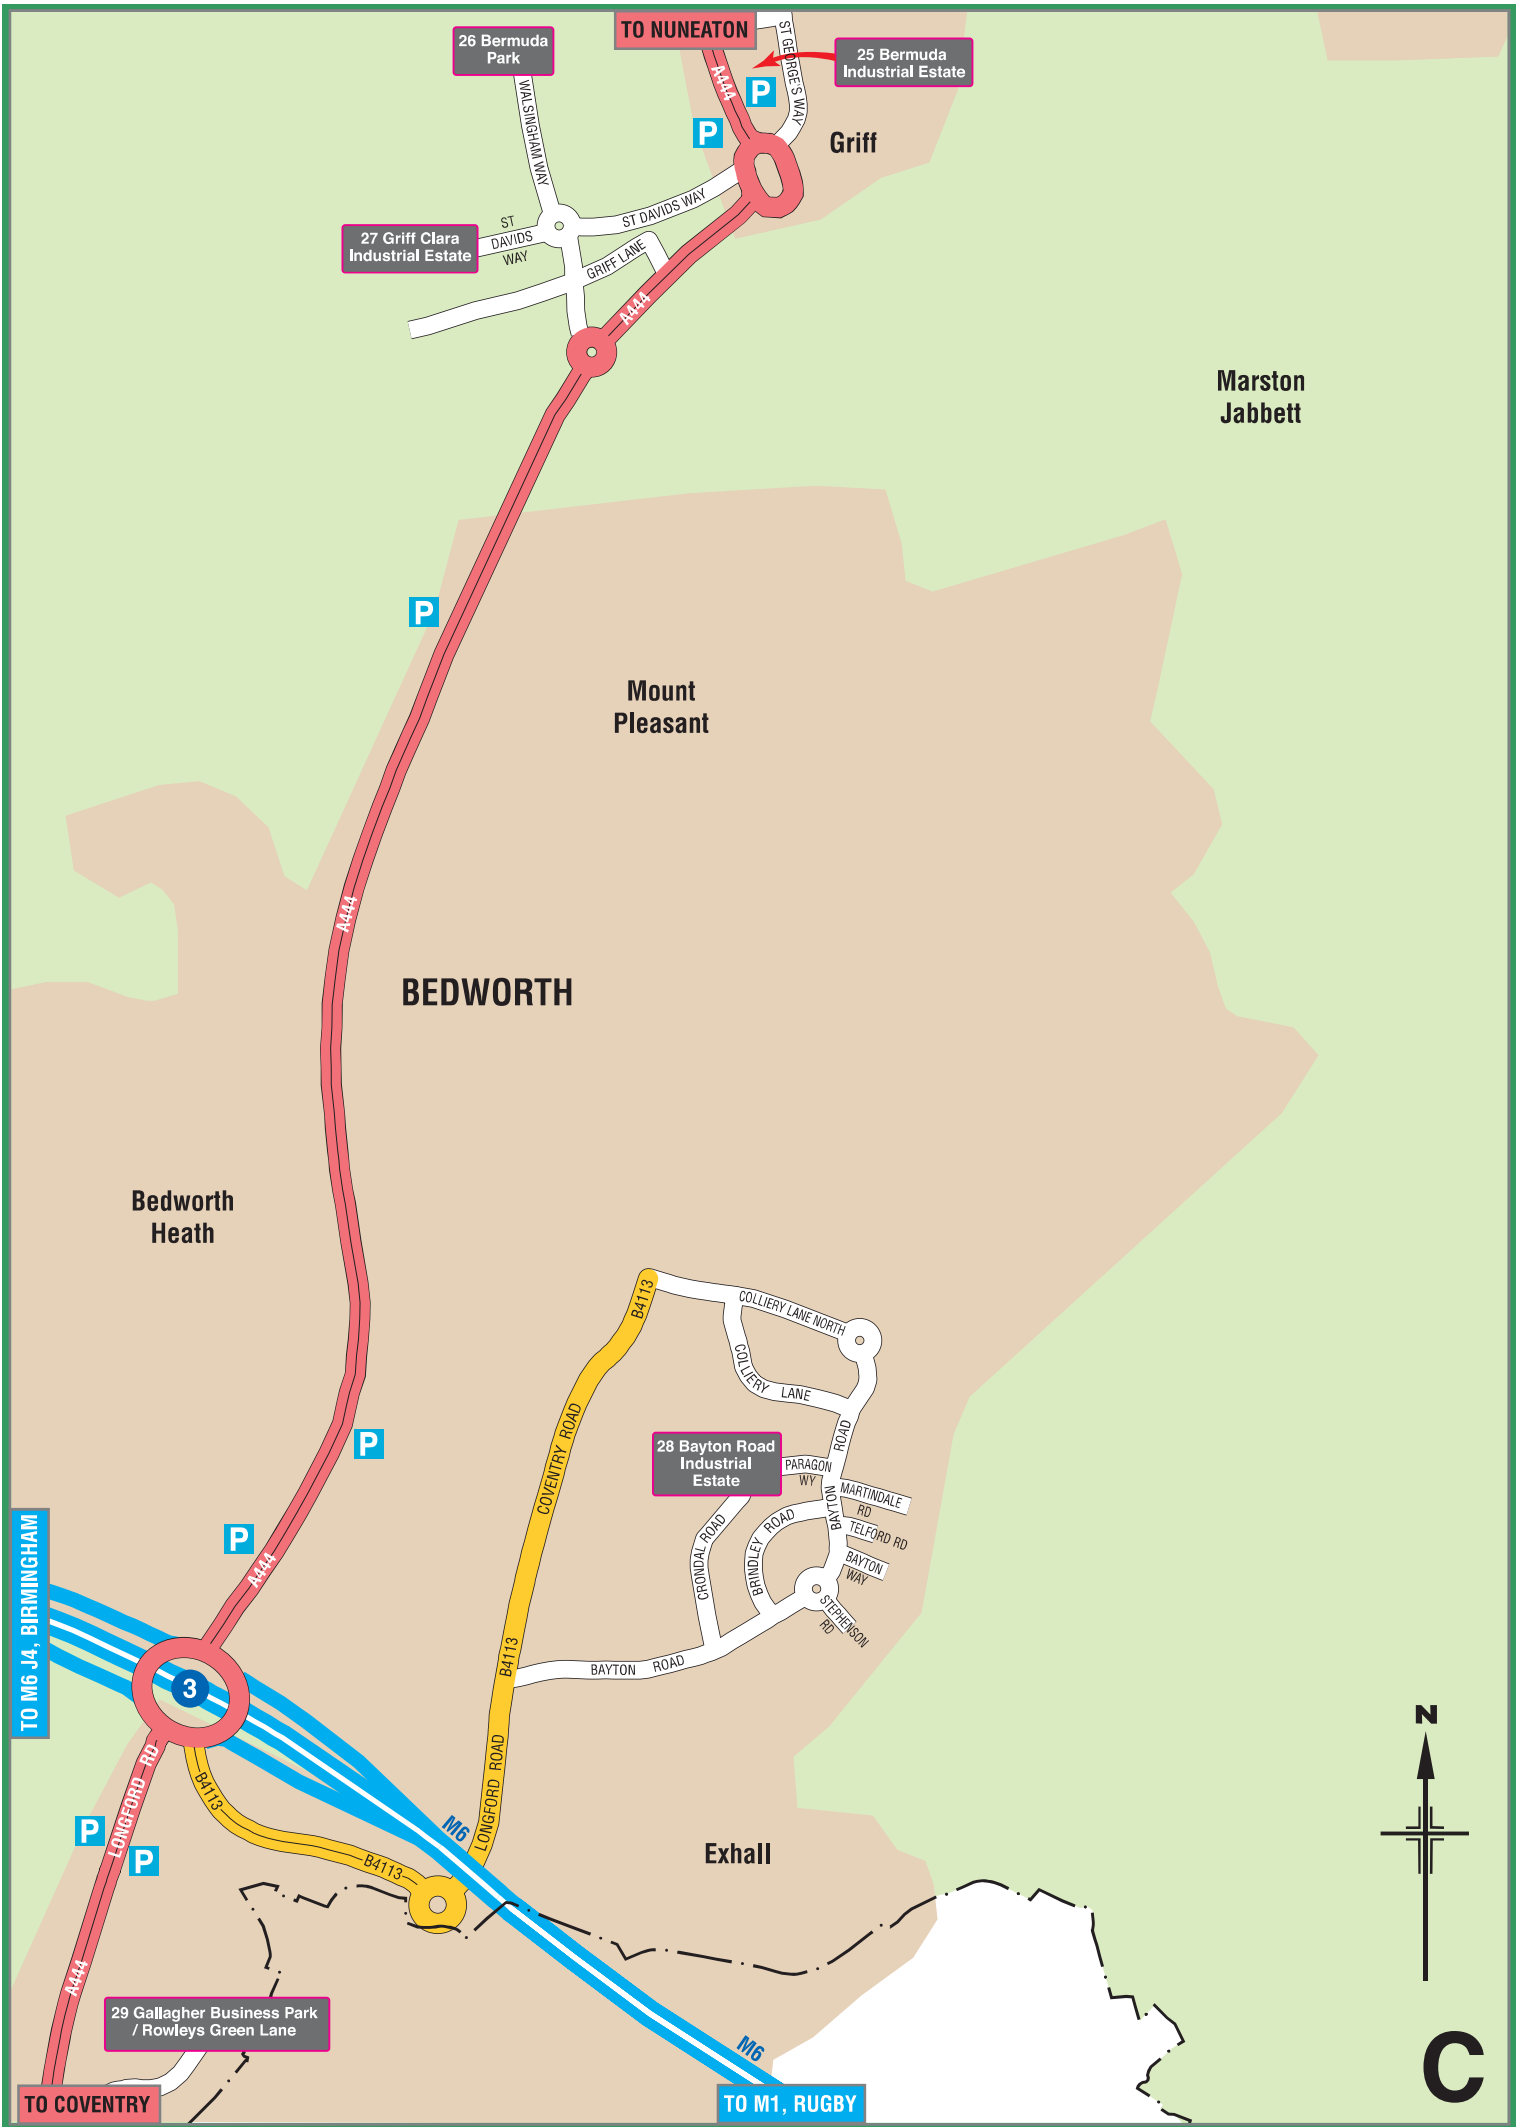 TO NUNEATON
26 Bermuda
Park
25 Bermuda
Industrial Estate
ST GEORGE'S WAY
A444
P
P
WALSINGHAM WAY
Griff
ST DAVIDS WAY
ST
DAVIDS
WAY
27 Griff Clara
Industrial Estate
GRIFF LANE
A444
Marston
Jabbett
P
Mount
Pleasant
A444
BEDWORTH
Bedworth
Heath
B4113
COLLIERY LANE NORTH
COLLIERY LANE
COVENTRY ROAD
P
28 Bayton Road
Industrial
Estate
BAYTON ROAD
PARAGON
WY
MARTINDALE
RD
TELFORD RD
BAYTON
WAY
BRINDLEY ROAD
CRONDAL ROAD
STEPHENSON
RD
P
A444
TO M6 J4, BIRMINGHAM
B4113
BAYTON ROAD
3
N
LONGFORD RD
B4113
LONGFORD ROAD
M6
P
P
B4113
Exhall
A444
29 Gallagher Business Park
/ Rowleys Green Lane
M6
C
TO COVENTRY
TO M1, RUGBY